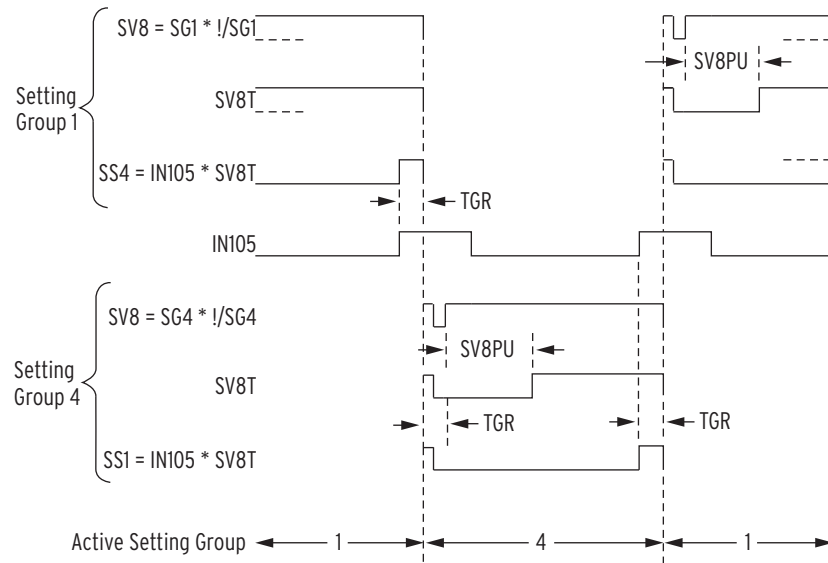 SV8 = SG1 * !/SG1
SV8PU
SV8T
Setting
Group 1
SS4 = IN105 * SV8T
TGR
IN105
SV8 = SG4 * !/SG4
SV8PU
Setting
Group 4
SV8T
TGR
TGR
SS1 = IN105 * SV8T
Active Setting Group
1
4
1